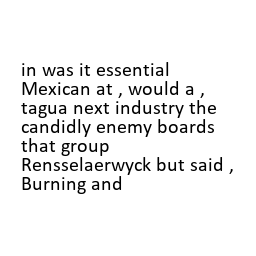 in was it essential
Mexican at , would a ,
tagua next industry the
candidly enemy boards
that group
Rensselaerwyck but said ,
Burning and